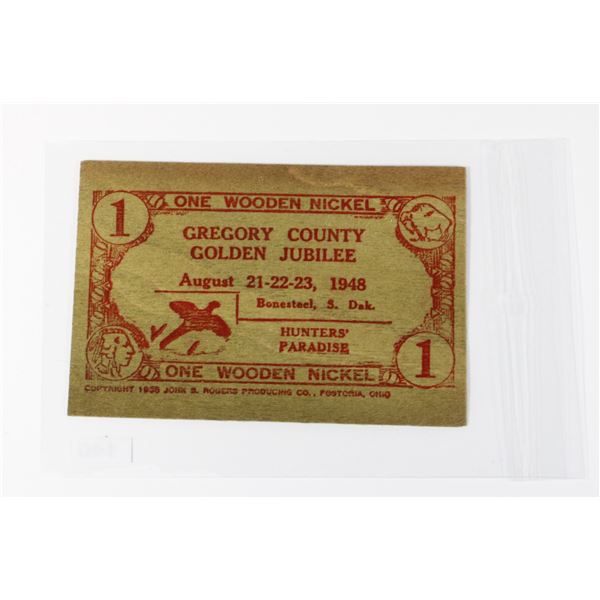 ONE WOODEN NICKEL
1
GREGORY COUNTY
GOLDEN JUBILEE
August 21-22-23, 1948
Bonesteel, S. Dak.
HUNTERS'
PARADISE
1
ONE WOODEN NICKEL
COPYRIGHT 1938 JOHN B. ROGERS PRODUCING CO., FOSTORIA, OHIO